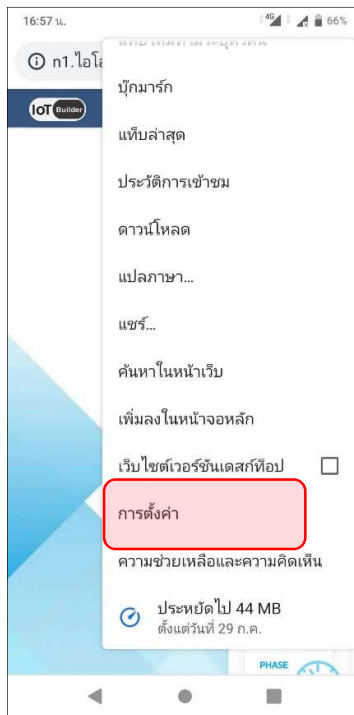 16:57 น.
4G
66%
n1.ไอโอ
IoT Builder
บุ๊กมาร์ก
แท็บล่าสุด
ประวัติการเข้าชม
ดาวน์โหลด
แปลภาษา...
แชร์...
ค้นหาในหน้าเว็บ
เพิ่มลงในหน้าจอหลัก
เว็บไซต์เวอร์ชันเดสก์ท็อป
การตั้งค่า
ความช่วยเหลือและความคิดเห็น
ประหยัดไป 44 MB
ตั้งแต่วันที่ 29 ก.ค.
PHASE